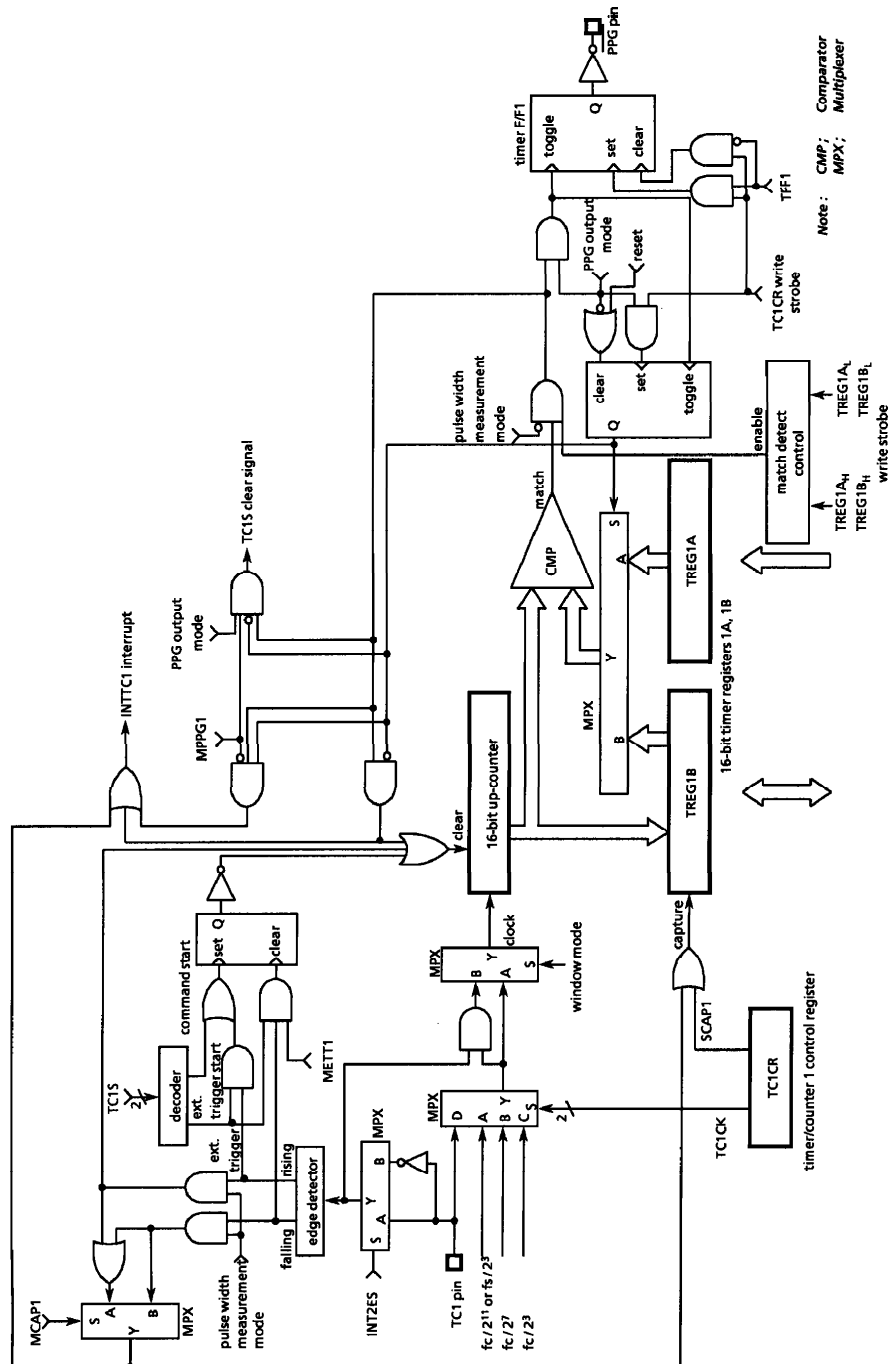 MCAP1
S
A
B
Y
MPX
pulse width
measurement
mode
TC1S
2
decoder
ext.
trigger start
ext.
trigger
command start
set
Q
clear
METT1
falling
rising
edge detector
S
A
Y
B
MPX
INT2ES
TC1 pin
fc / 2¹¹ or fs / 2³
fc / 2⁷
fc / 2³
MPX
D
A
B
C
Y
S
2
TC1CK
MPX
B
A
Y
S
window mode
clock
clear
16-bit up-counter
INTTC1 interrupt
MPPG1
PPG output
mode
TC1S clear signal
TC1CR
timer/counter 1 control register
SCAP1
capture
TREG1B
TREG1A
16-bit timer registers 1A, 1B
MPX
B
Y
A
S
CMP
match
pulse width
measurement
mode
enable
match detect
control
TREG1A_H
TREG1B_H
TREG1A_L
TREG1B_L
write strobe
Q
clear
set
toggle
PPG output
mode
reset
TC1CR write
strobe
TFF1
timer F/F1
toggle
set
clear
Q
PPG pin
Note : CMP ; Comparator
MPX ; Multiplexer